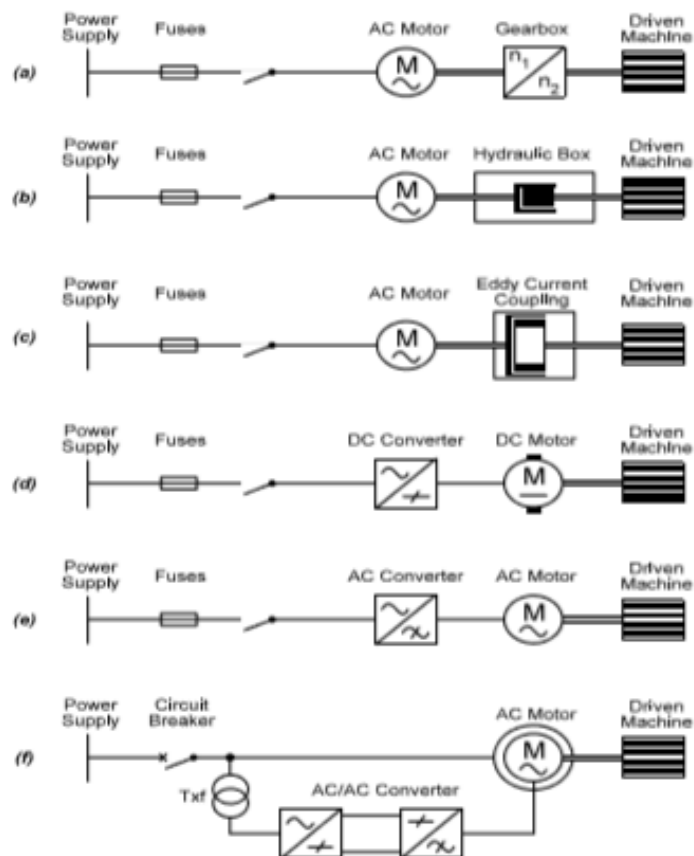 Power Supply Fuses AC Motor Gearbox Driven Machine
(a) M n1 n2
Power Supply Fuses AC Motor Hydraulic Box Driven Machine
(b) M
Power Supply Fuses AC Motor Eddy Current Coupling Driven Machine
(c) M
Power Supply Fuses DC Converter DC Motor Driven Machine
(d) M
Power Supply Fuses AC Converter AC Motor Driven Machine
(e) M
Power Supply Circuit Breaker AC Motor Driven Machine
(f) M
Txf AC/AC Converter